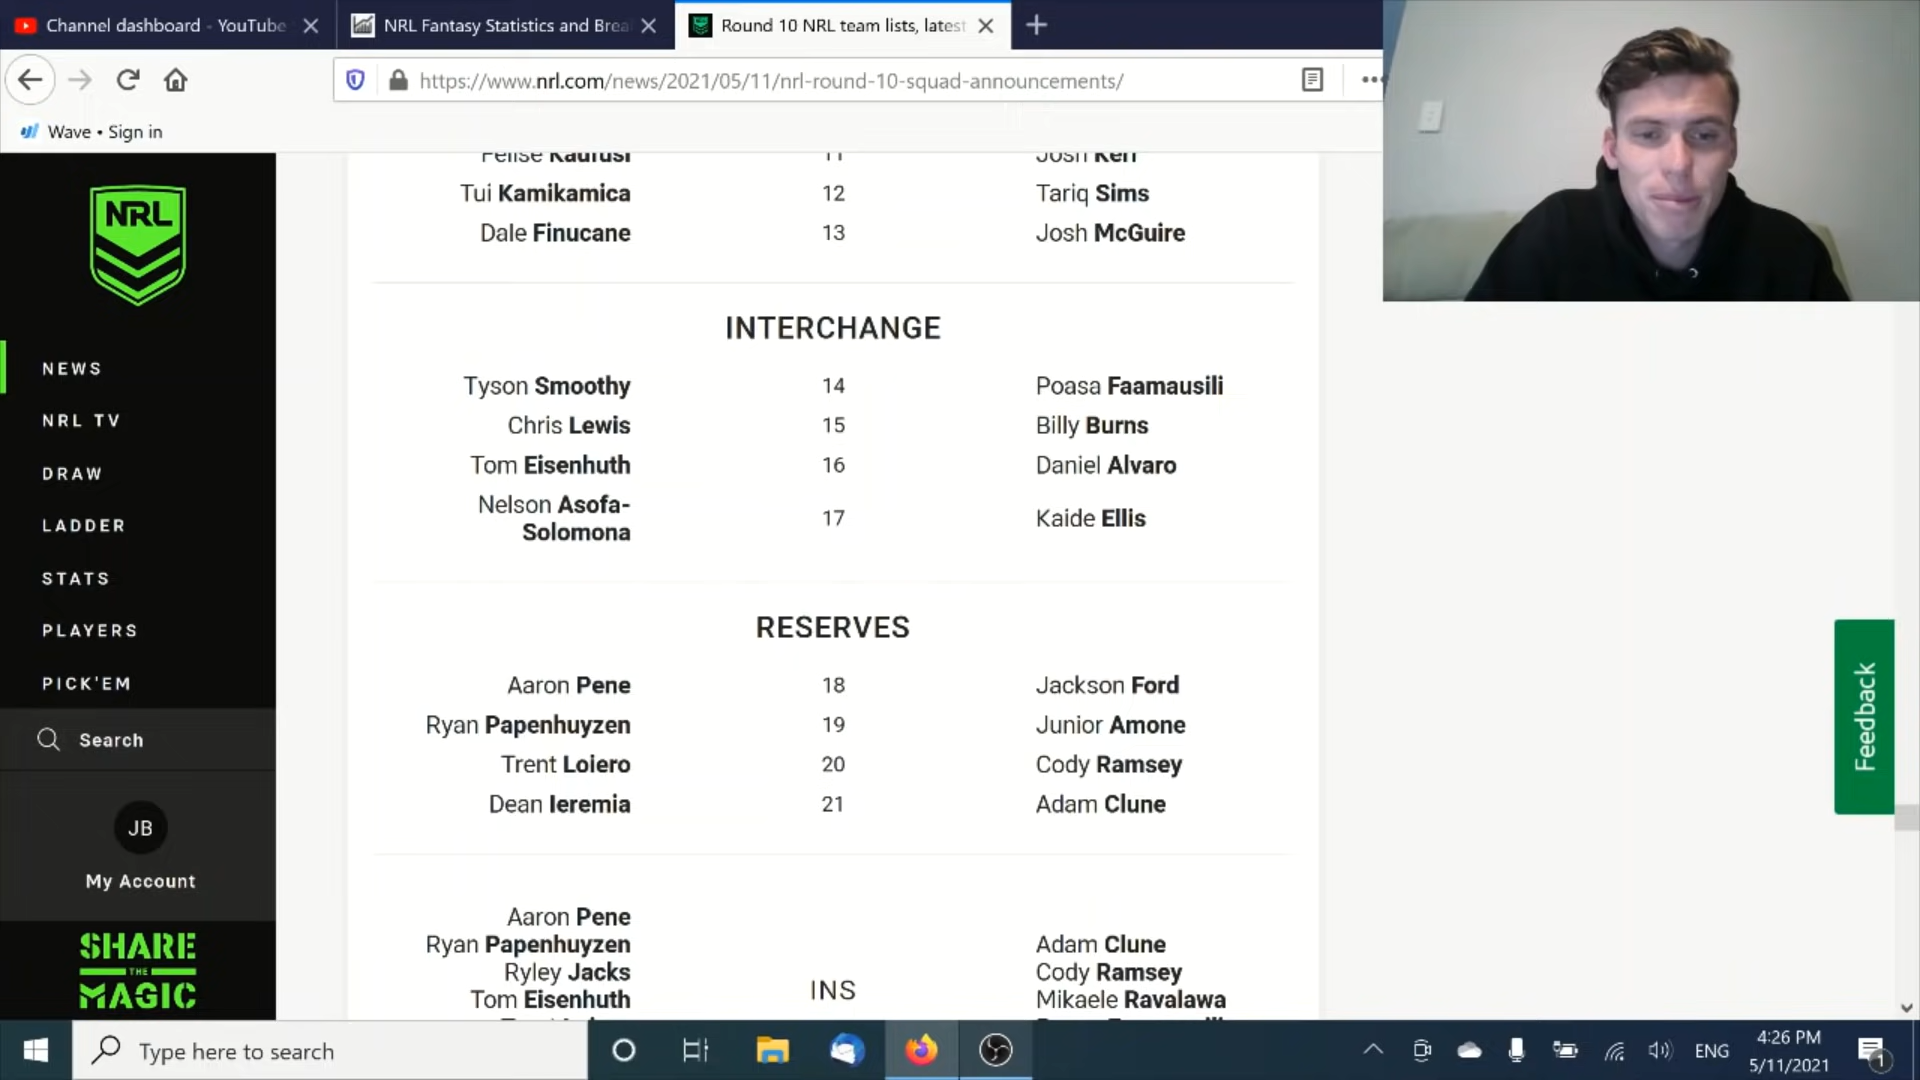 Channel dashboard - YouTube
NRL Fantasy Statistics and Brea
Round 10 NRL team lists, latest
https://www.nrl.com/news/2021/05/11/nrl-round-10-squad-announcements/
Wave • Sign in
NRL
NEWS
NRL TV
DRAW
LADDER
STATS
PLAYERS
PICK'EM
Search
JB
My Account
SHARE
THE
MAGIC
Felise Kaufusi 11 Josh Kerr
Tui Kamikamica 12 Tariq Sims
Dale Finucane 13 Josh McGuire
INTERCHANGE
Tyson Smoothy 14 Poasa Faamausili
Chris Lewis 15 Billy Burns
Tom Eisenhuth 16 Daniel Alvaro
Nelson Asofa-
Solomona 17 Kaide Ellis
RESERVES
Aaron Pene 18 Jackson Ford
Ryan Papenhuyzen 19 Junior Amone
Trent Loiero 20 Cody Ramsey
Dean Ieremia 21 Adam Clune
Aaron Pene
Ryan Papenhuyzen Adam Clune
Ryley Jacks Cody Ramsey
INS
Tom Eisenhuth Mikaele Ravalawa
Feedback
Type here to search
ENG
4:26 PM
5/11/2021
1